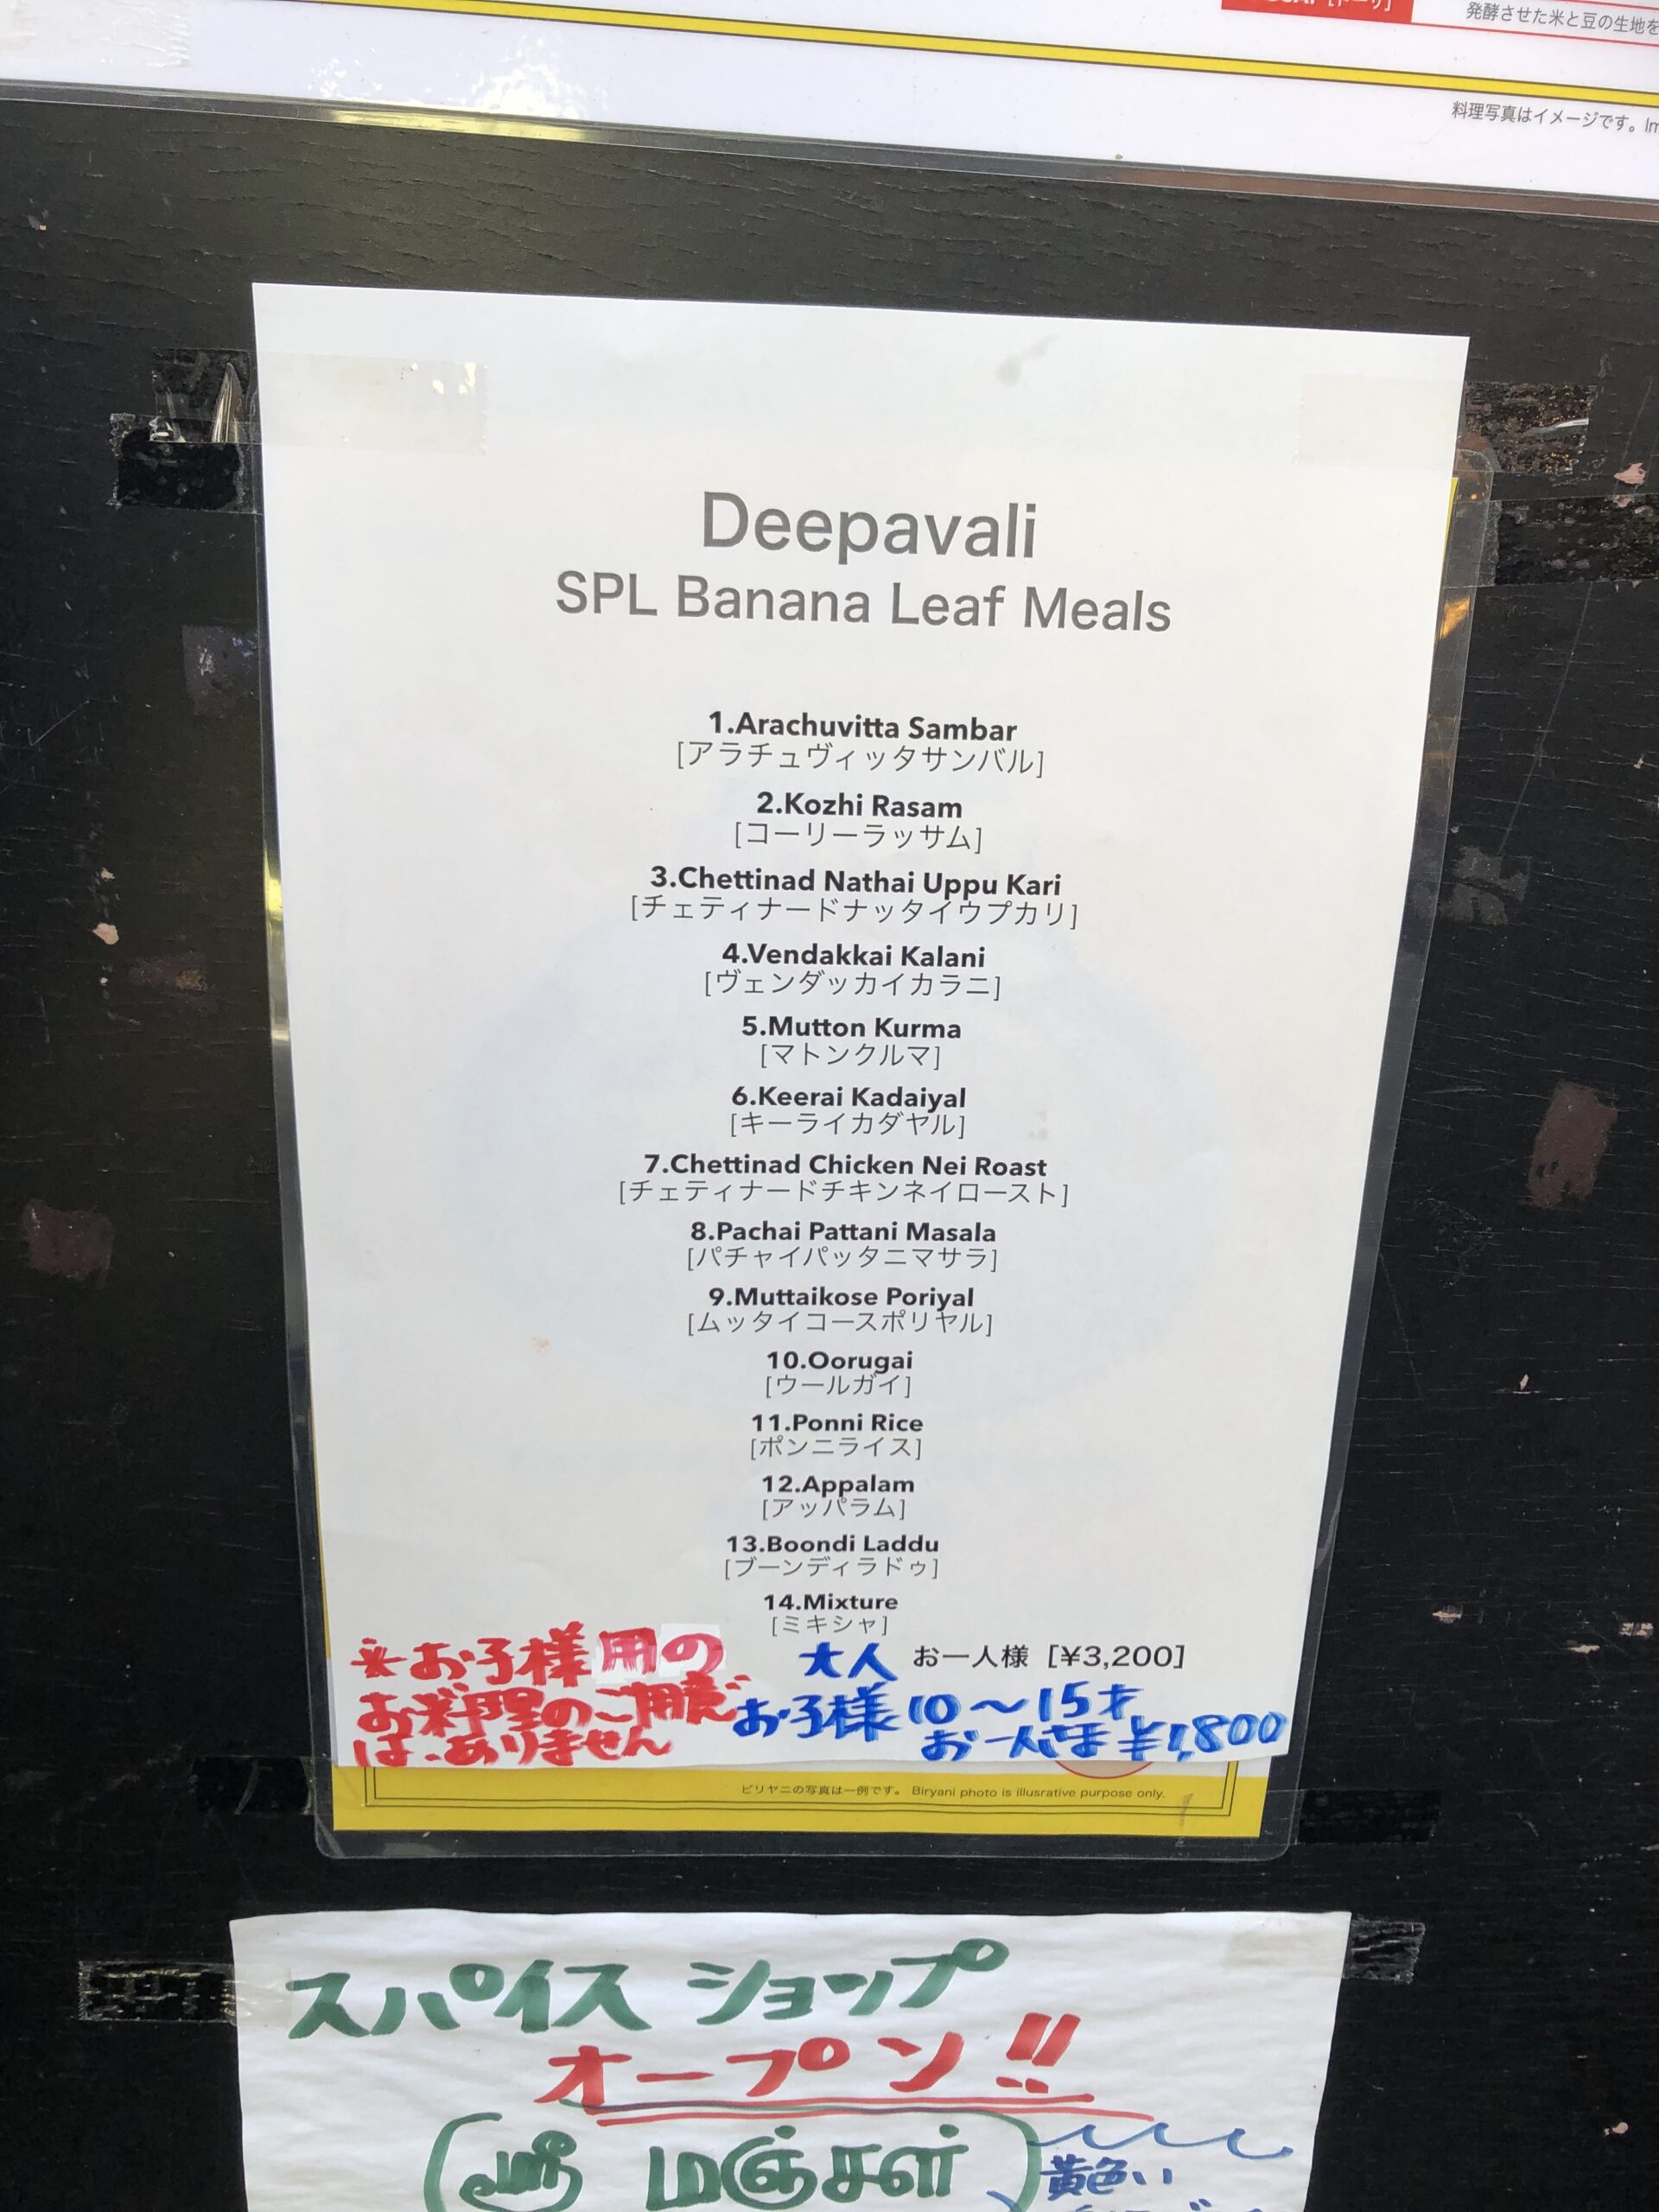 発酵させた米と豆の生地を
料理写真はイメージです。
Deepavali
SPL Banana Leaf Meals
1.Arachuvitta Sambar
[アラチュヴィッタサンバル]
2.Kozhi Rasam
[コーリーラッサム]
3.Chettinad Nathai Uppu Kari
[チェティナードナッタイウプカリ]
4.Vendakkai Kalani
[ヴェンダッカイカラニ]
5.Mutton Kurma
[マトンクルマ]
6.Keerai Kadaiyal
[キーライカダヤル]
7.Chettinad Chicken Nei Roast
[チェティナードチキンネイロースト]
8.Pachai Pattani Masala
[パチャイパッタニマサラ]
9.Muttaikose Poriyal
[ムッタイコースポリヤル]
10.Oorugai
[ウールガイ]
11.Ponni Rice
[ポンニライス]
12.Appalam
[アッパラム]
13.Boondi Laddu
[ブーンディラドゥ]
14.Mixture
[ミキシャ]
大人 お一人様 [¥3,200]
お子様 10〜15才
お一人さま ¥1,800
※お子様用の
お料理のご用意
は、ありません
ビリヤニの写真は一例です。 Biryani photo is illusrative purpose only.
スパイス ショップ
オープン!!
(ஸ்ரீ மஞ்சள்)
黄色い